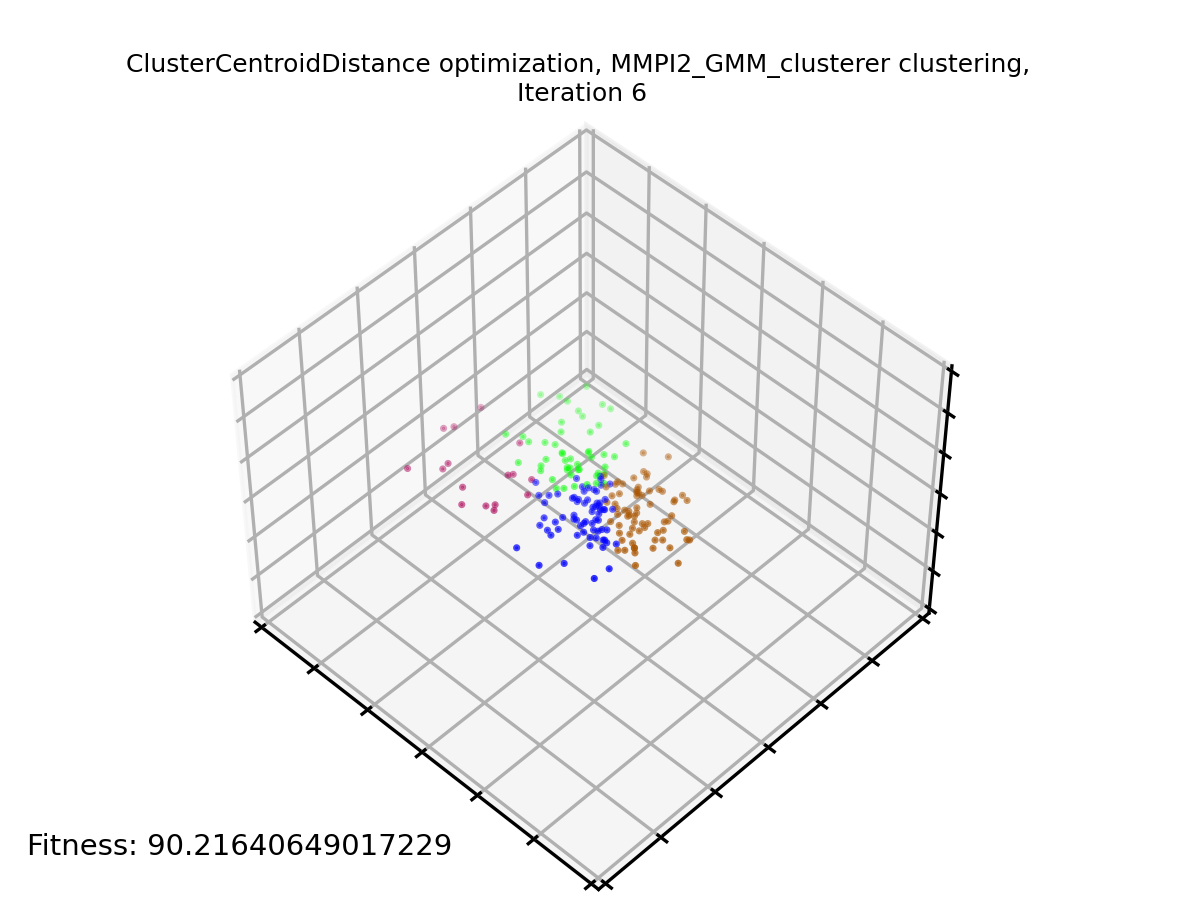 ClusterCentroidDistance optimization, MMPI2_GMM_clusterer clustering,
Iteration 6
Fitness: 90.21640649017229